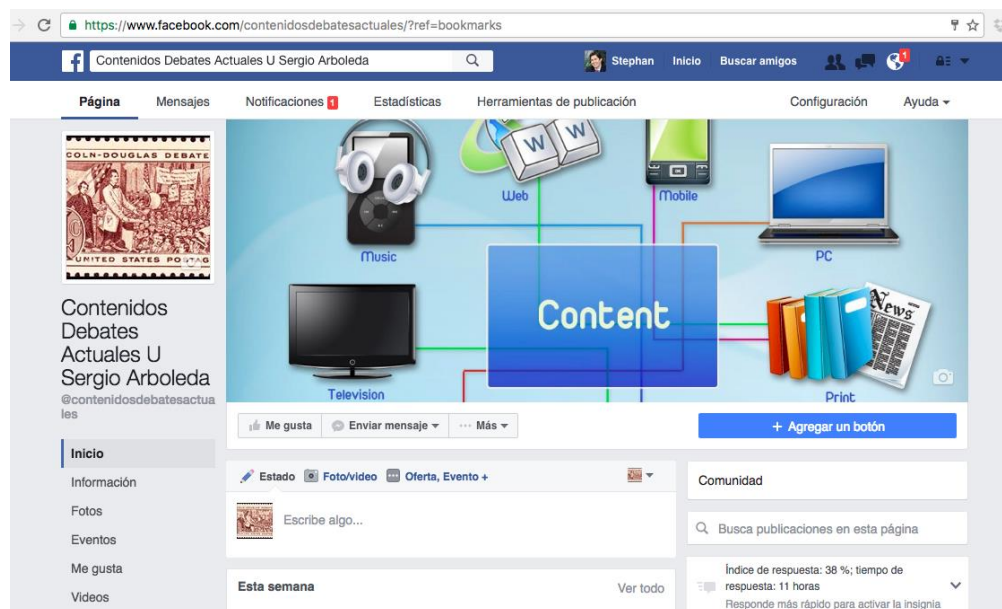 https://www.facebook.com/contenidosdebatesactuales/?ref=bookmarks
Contenidos Debates Actuales U Sergio Arboleda
Stephan Inicio Buscar amigos 1
Página Mensajes Notificaciones 1 Estadísticas Herramientas de publicación Configuración Ayuda
COLN-DOUGLAS DEBATE
UNITED STATES
Music
Web
Mobile
PC
Content
Television
News
Print
Contenidos
Debates
Actuales U
Sergio Arboleda
@contenidosdebatesactua
les
Me gusta Enviar mensaje Más + Agregar un botón
Inicio
Información
Fotos
Eventos
Me gusta
Videos
Estado Foto/video Oferta, Evento +
Escribe algo...
Esta semana Ver todo
Comunidad
Busca publicaciones en esta página
Índice de respuesta: 38 %; tiempo de
respuesta: 11 horas
Responde más rápido para activar la insignia